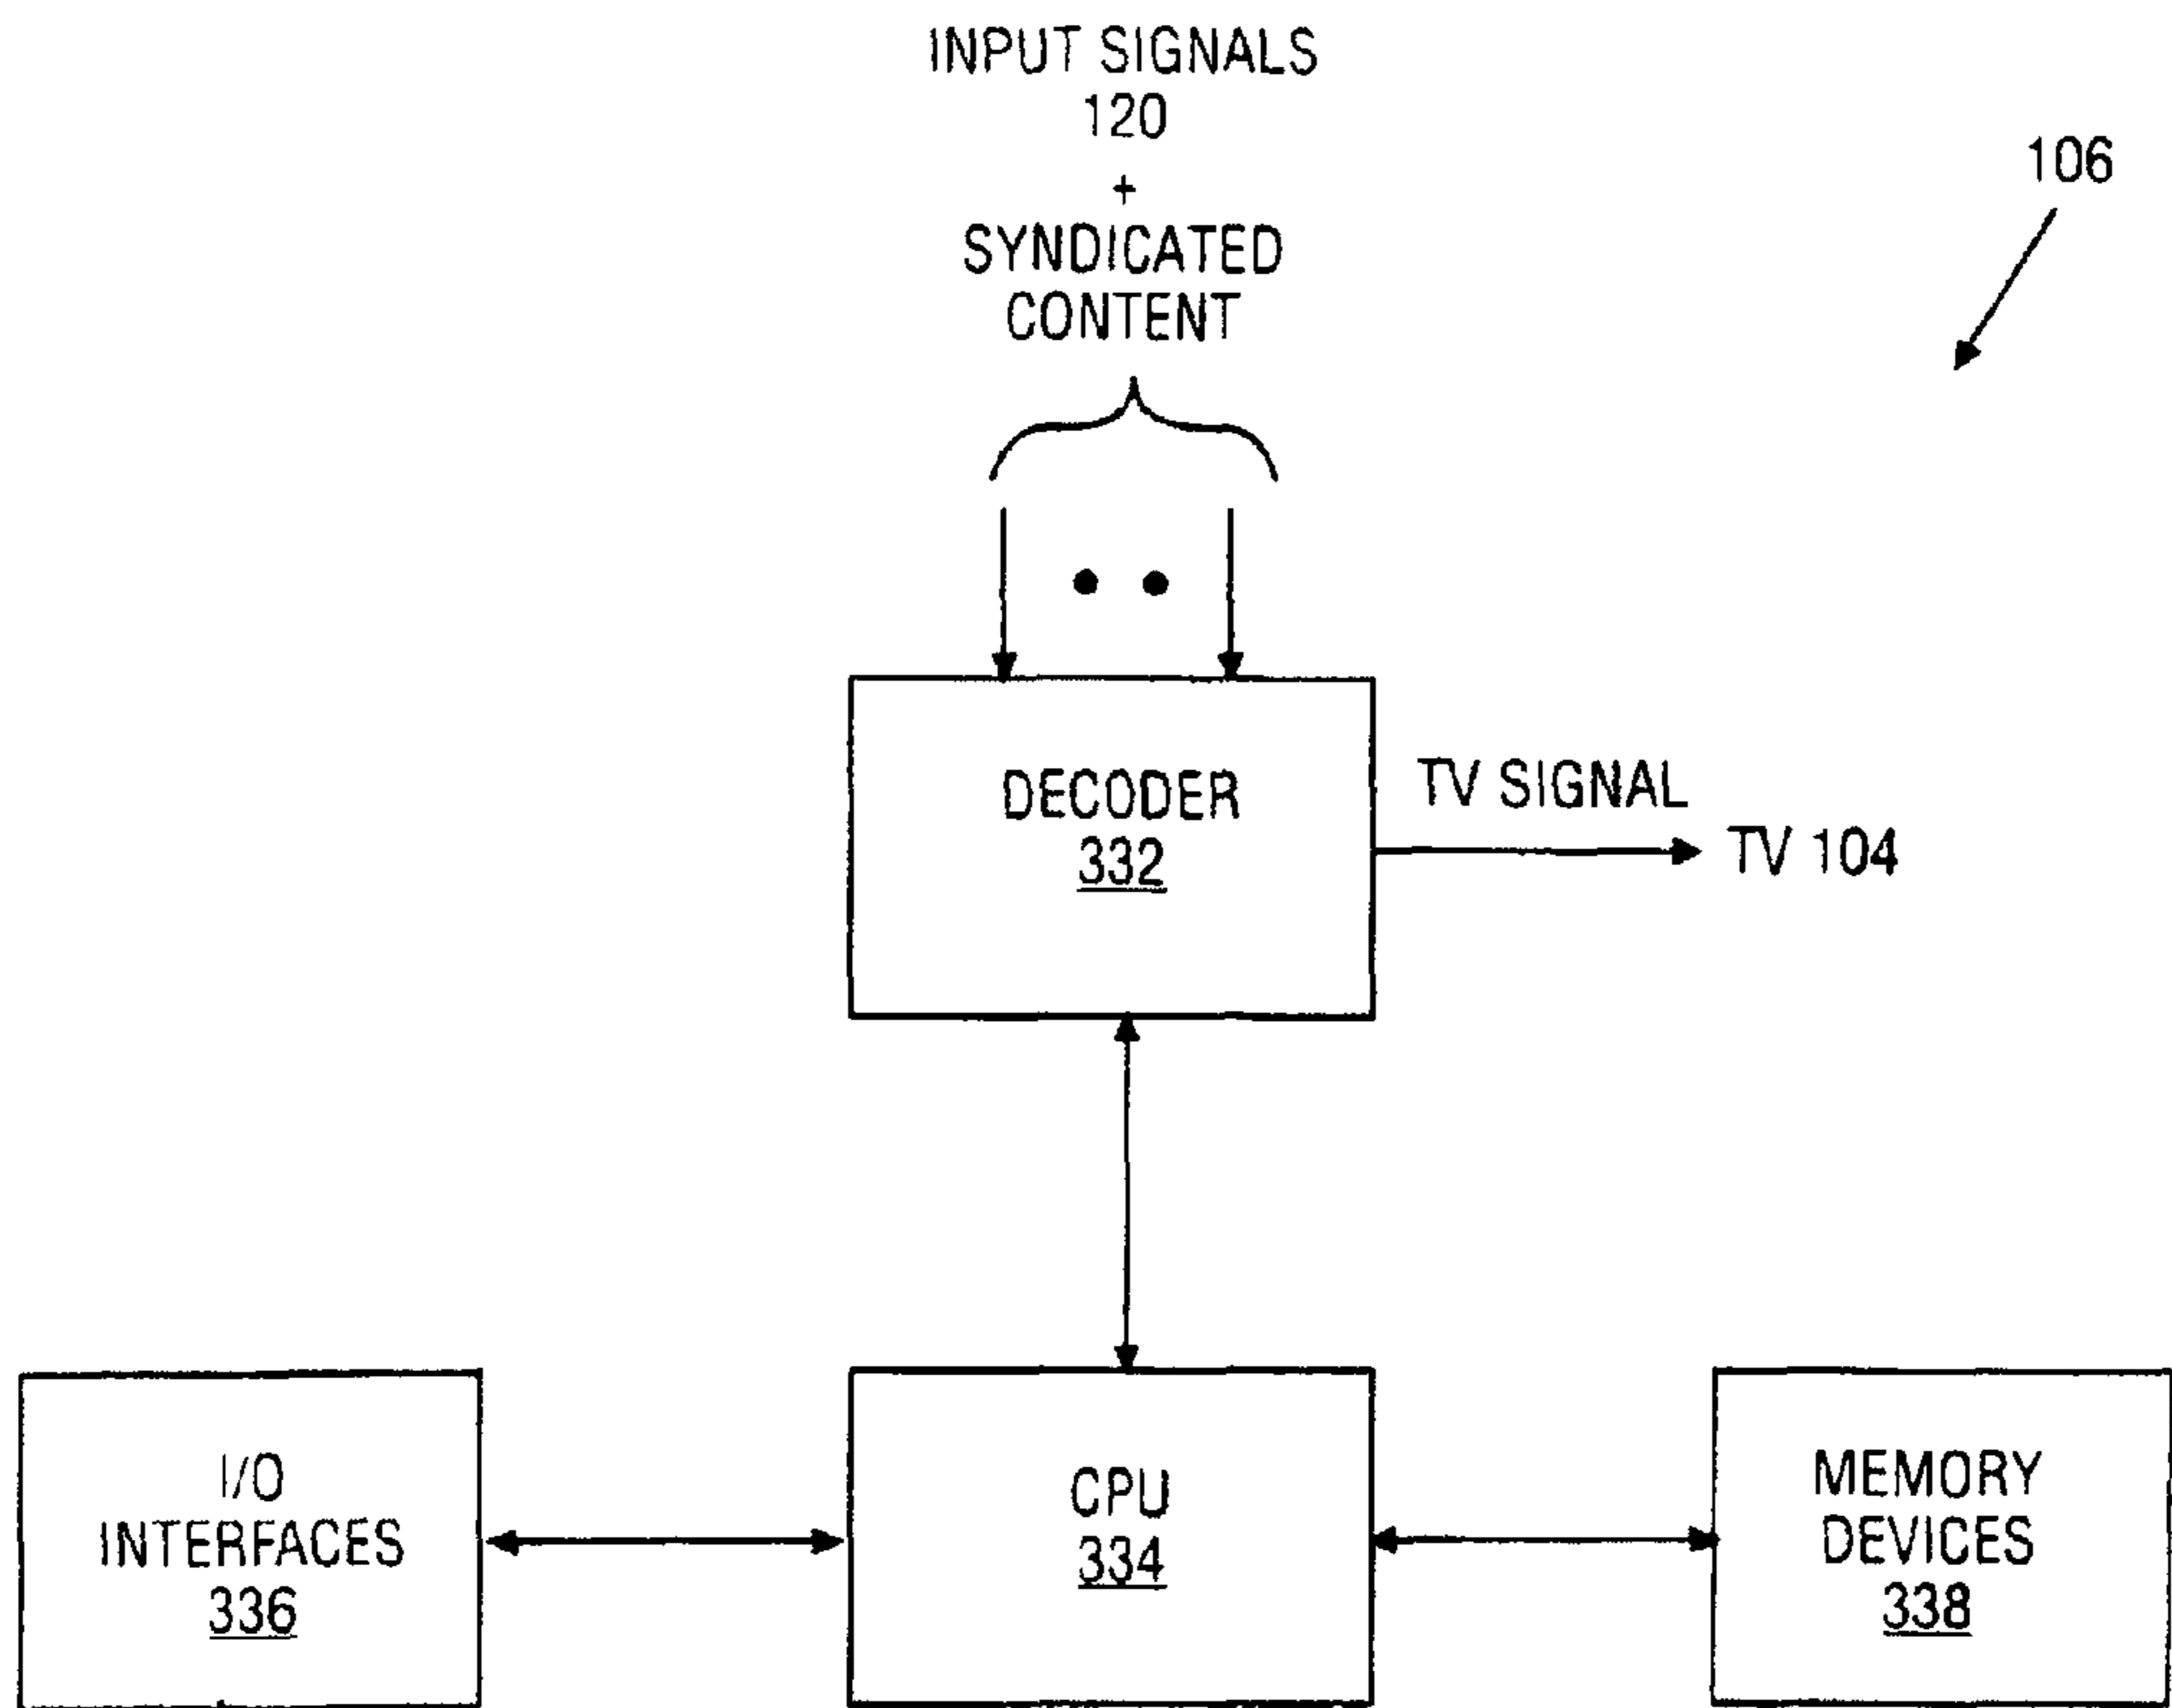 INPUT SIGNALS
120
+
SYNDICATED
CONTENT
106
DECODER
332
TV SIGNAL
TV 104
I/O
INTERFACES
336
CPU
334
MEMORY
DEVICES
338